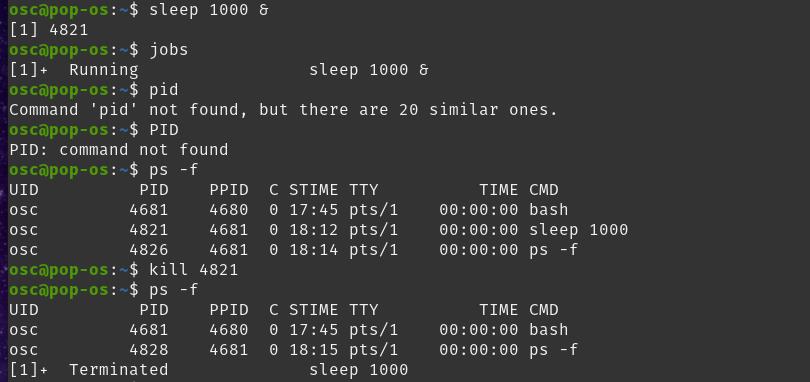 osc@pop-os:~$ sleep 1000 &
[1] 4821
osc@pop-os:~$ jobs
[1]+  Running                 sleep 1000 &
osc@pop-os:~$ pid
Command 'pid' not found, but there are 20 similar ones.
osc@pop-os:~$ PID
PID: command not found
osc@pop-os:~$ ps -f
UID          PID    PPID  C STIME TTY          TIME CMD
osc         4681    4680  0 17:45 pts/1    00:00:00 bash
osc         4821    4681  0 18:12 pts/1    00:00:00 sleep 1000
osc         4826    4681  0 18:14 pts/1    00:00:00 ps -f
osc@pop-os:~$ kill 4821
osc@pop-os:~$ ps -f
UID          PID    PPID  C STIME TTY          TIME CMD
osc         4681    4680  0 17:45 pts/1    00:00:00 bash
osc         4828    4681  0 18:15 pts/1    00:00:00 ps -f
[1]+  Terminated              sleep 1000